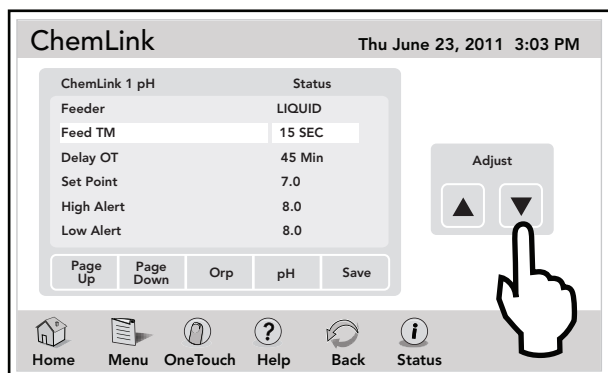 ChemLink Thu June 23, 2011 3:03 PM
ChemLink 1 pH Status
Feeder LIQUID
Feed TM 15 SEC
Delay OT 45 Min
Set Point 7.0
High Alert 8.0
Low Alert 8.0
Adjust
Page Up Page Down Orp pH Save
Home Menu OneTouch Help Back Status